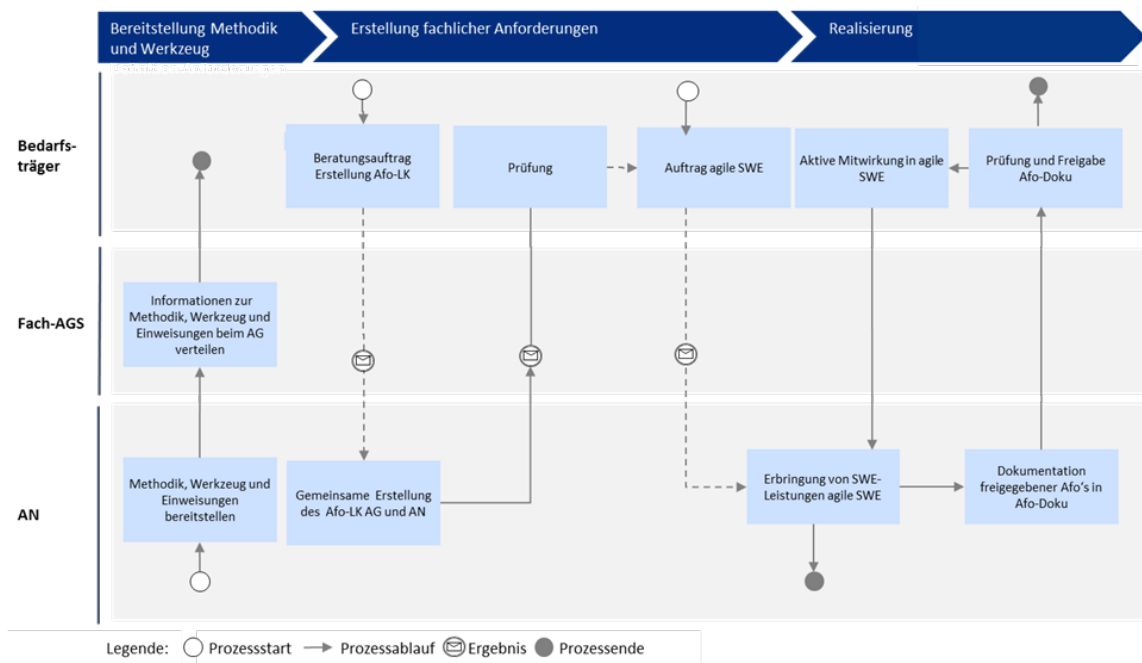 Bereitstellung Methodik
und Werkzeug
Erstellung fachlicher Anforderungen
Realisierung
Bedarfs-
träger
Beratungsauftrag
Erstellung Afo-LK
Prüfung
Auftrag agile SWE
Aktive Mitwirkung in agile
SWE
Prüfung und Freigabe
Afo-Doku
Fach-AGS
Informationen zur
Methodik, Werkzeug und
Einweisungen beim AG
verteilen
AN
Methodik, Werkzeug und
Einweisungen
bereitstellen
Gemeinsame Erstellung
des Afo-LK AG und AN
Erbringung von SWE-
Leistungen agile SWE
Dokumentation
freigegebener Afo's in
Afo-Doku
Legende: Prozessstart Prozessablauf Ergebnis Prozessende